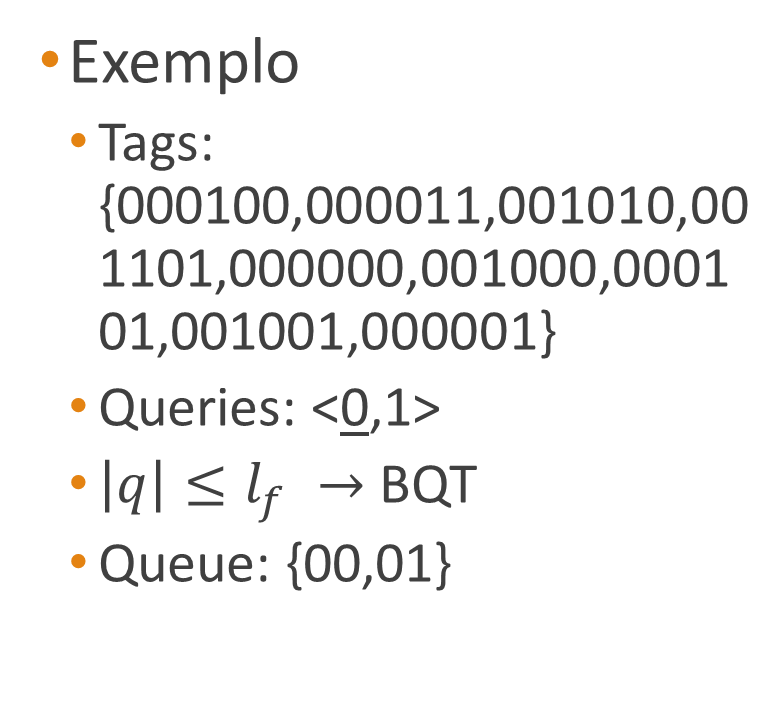 • Exemplo
• Tags:
{000100,000011,001010,00
1101,000000,001000,0001
01,001001,000001}
• Queries: <0,1>
• |q| ≤ l_f → BQT
• Queue: {00,01}